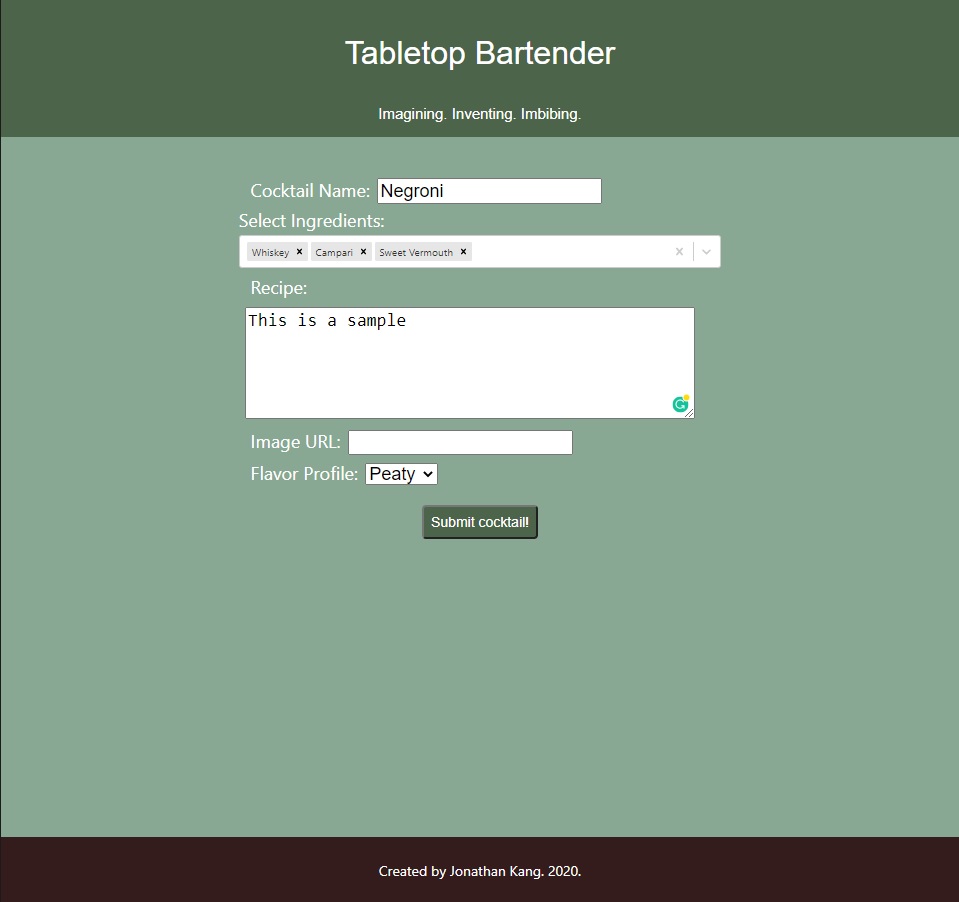 Tabletop Bartender
Imagining. Inventing. Imbibing.
Cocktail Name: Negroni
Select Ingredients:
Whiskey × Campari × Sweet Vermouth ×
Recipe:
This is a sample
Image URL:
Flavor Profile: Peaty
Submit cocktail!
Created by Jonathan Kang. 2020.